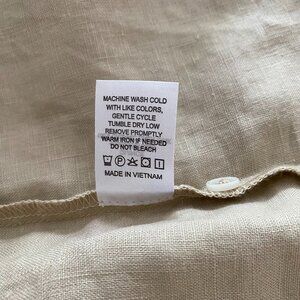 MACHINE WASH COLD
WITH LIKE COLORS,
GENTLE CYCLE
TUMBLE DRY LOW
REMOVE PROMPTLY
WARM IRON IF NEEDED
DO NOT BLEACH
MADE IN VIETNAM